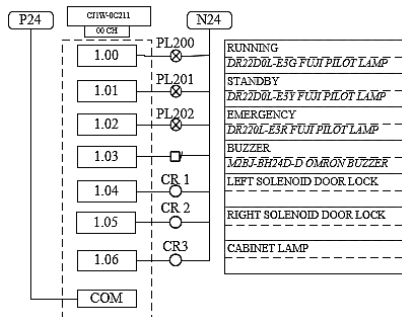 P24
CJ1W-OC211
N24
00 CH
1.00
PL200
RUNNING
DR22D0L-E3G FUJI PILOT LAMP
1.01
PL201
STANDBY
DR22D0L-E3Y FUJI PILOT LAMP
1.02
PL202
EMERGENCY
DR220L-E3R FUJI PILOT LAMP
1.03
BUZZER
M2BJ-BH24D-D OMRON BUZZER
1.04
CR 1
LEFT SOLENOID DOOR LOCK
1.05
CR 2
RIGHT SOLENOID DOOR LOCK
1.06
CR3
CABINET LAMP
COM